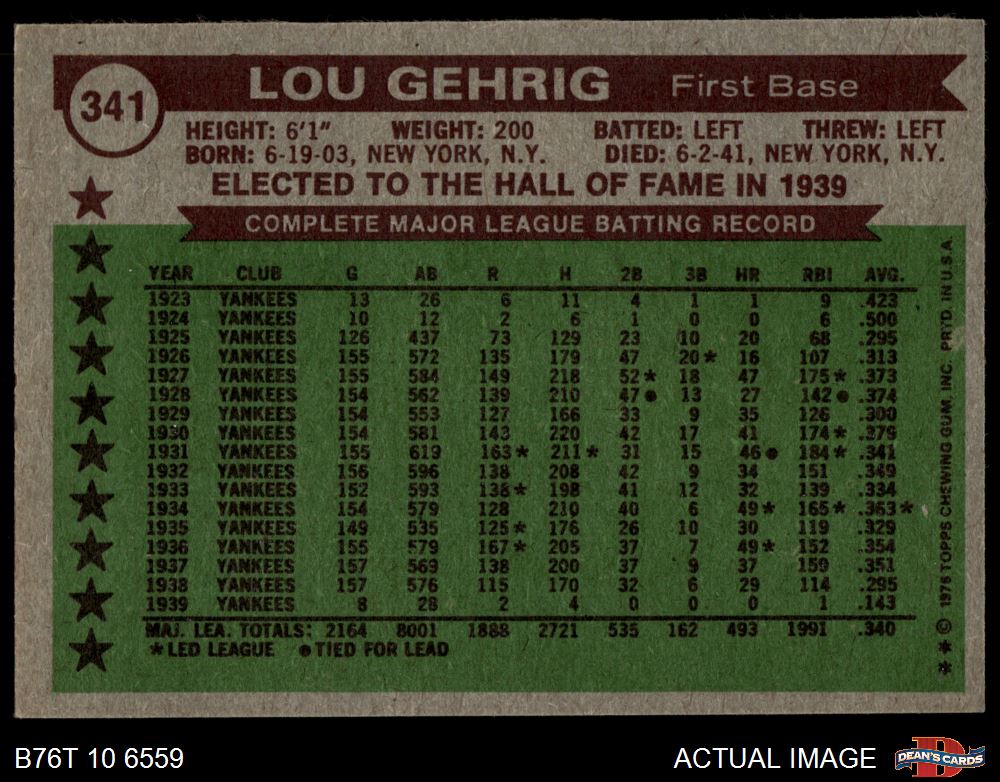 341
LOU GEHRIG First Base
HEIGHT: 6'1" WEIGHT: 200 BATTED: LEFT THREW: LEFT
BORN: 6-19-03, NEW YORK, N.Y. DIED: 6-2-41, NEW YORK, N.Y.
ELECTED TO THE HALL OF FAME IN 1939
COMPLETE MAJOR LEAGUE BATTING RECORD
YEAR CLUB G AB R H 2B 3B HR RBI AVG.
1923 YANKEES 13 26 6 11 4 1 1 9 .423
1924 YANKEES 10 12 2 6 1 0 0 6 .500
1925 YANKEES 126 437 73 129 23 10 20 68 .295
1926 YANKEES 155 572 135 179 47 20★ 16 107 .313
1927 YANKEES 155 584 149 218 52★ 18 47 175★ .373
1928 YANKEES 154 562 139 210 47● 13 27 142● .374
1929 YANKEES 154 553 127 166 33 9 35 126 .300
1930 YANKEES 154 581 143 220 42 17 41 174★ .379
1931 YANKEES 155 619 163★ 211★ 31 15 46● 184★ .341
1932 YANKEES 156 596 138 208 42 9 34 151 .349
1933 YANKEES 152 593 138★ 198 41 12 32 139 .334
1934 YANKEES 154 579 128 210 40 6 49★ 165★ .363★
1935 YANKEES 149 535 125★ 176 26 10 30 119 .329
1936 YANKEES 155 579 167★ 205 37 7 49★ 152 .354
1937 YANKEES 157 569 138 200 37 9 37 159 .351
1938 YANKEES 157 576 115 170 32 6 29 114 .295
1939 YANKEES 8 28 2 4 0 0 0 1 .143
MAJ. LEA. TOTALS: 2164 8001 1888 2721 535 162 493 1991 .340
★LED LEAGUE ●TIED FOR LEAD
★★ © 1976 TOPPS CHEWING GUM, INC. PRTD. IN U.S.A.
B76T 10 6559 ACTUAL IMAGE
D
DEAN'S CARDS